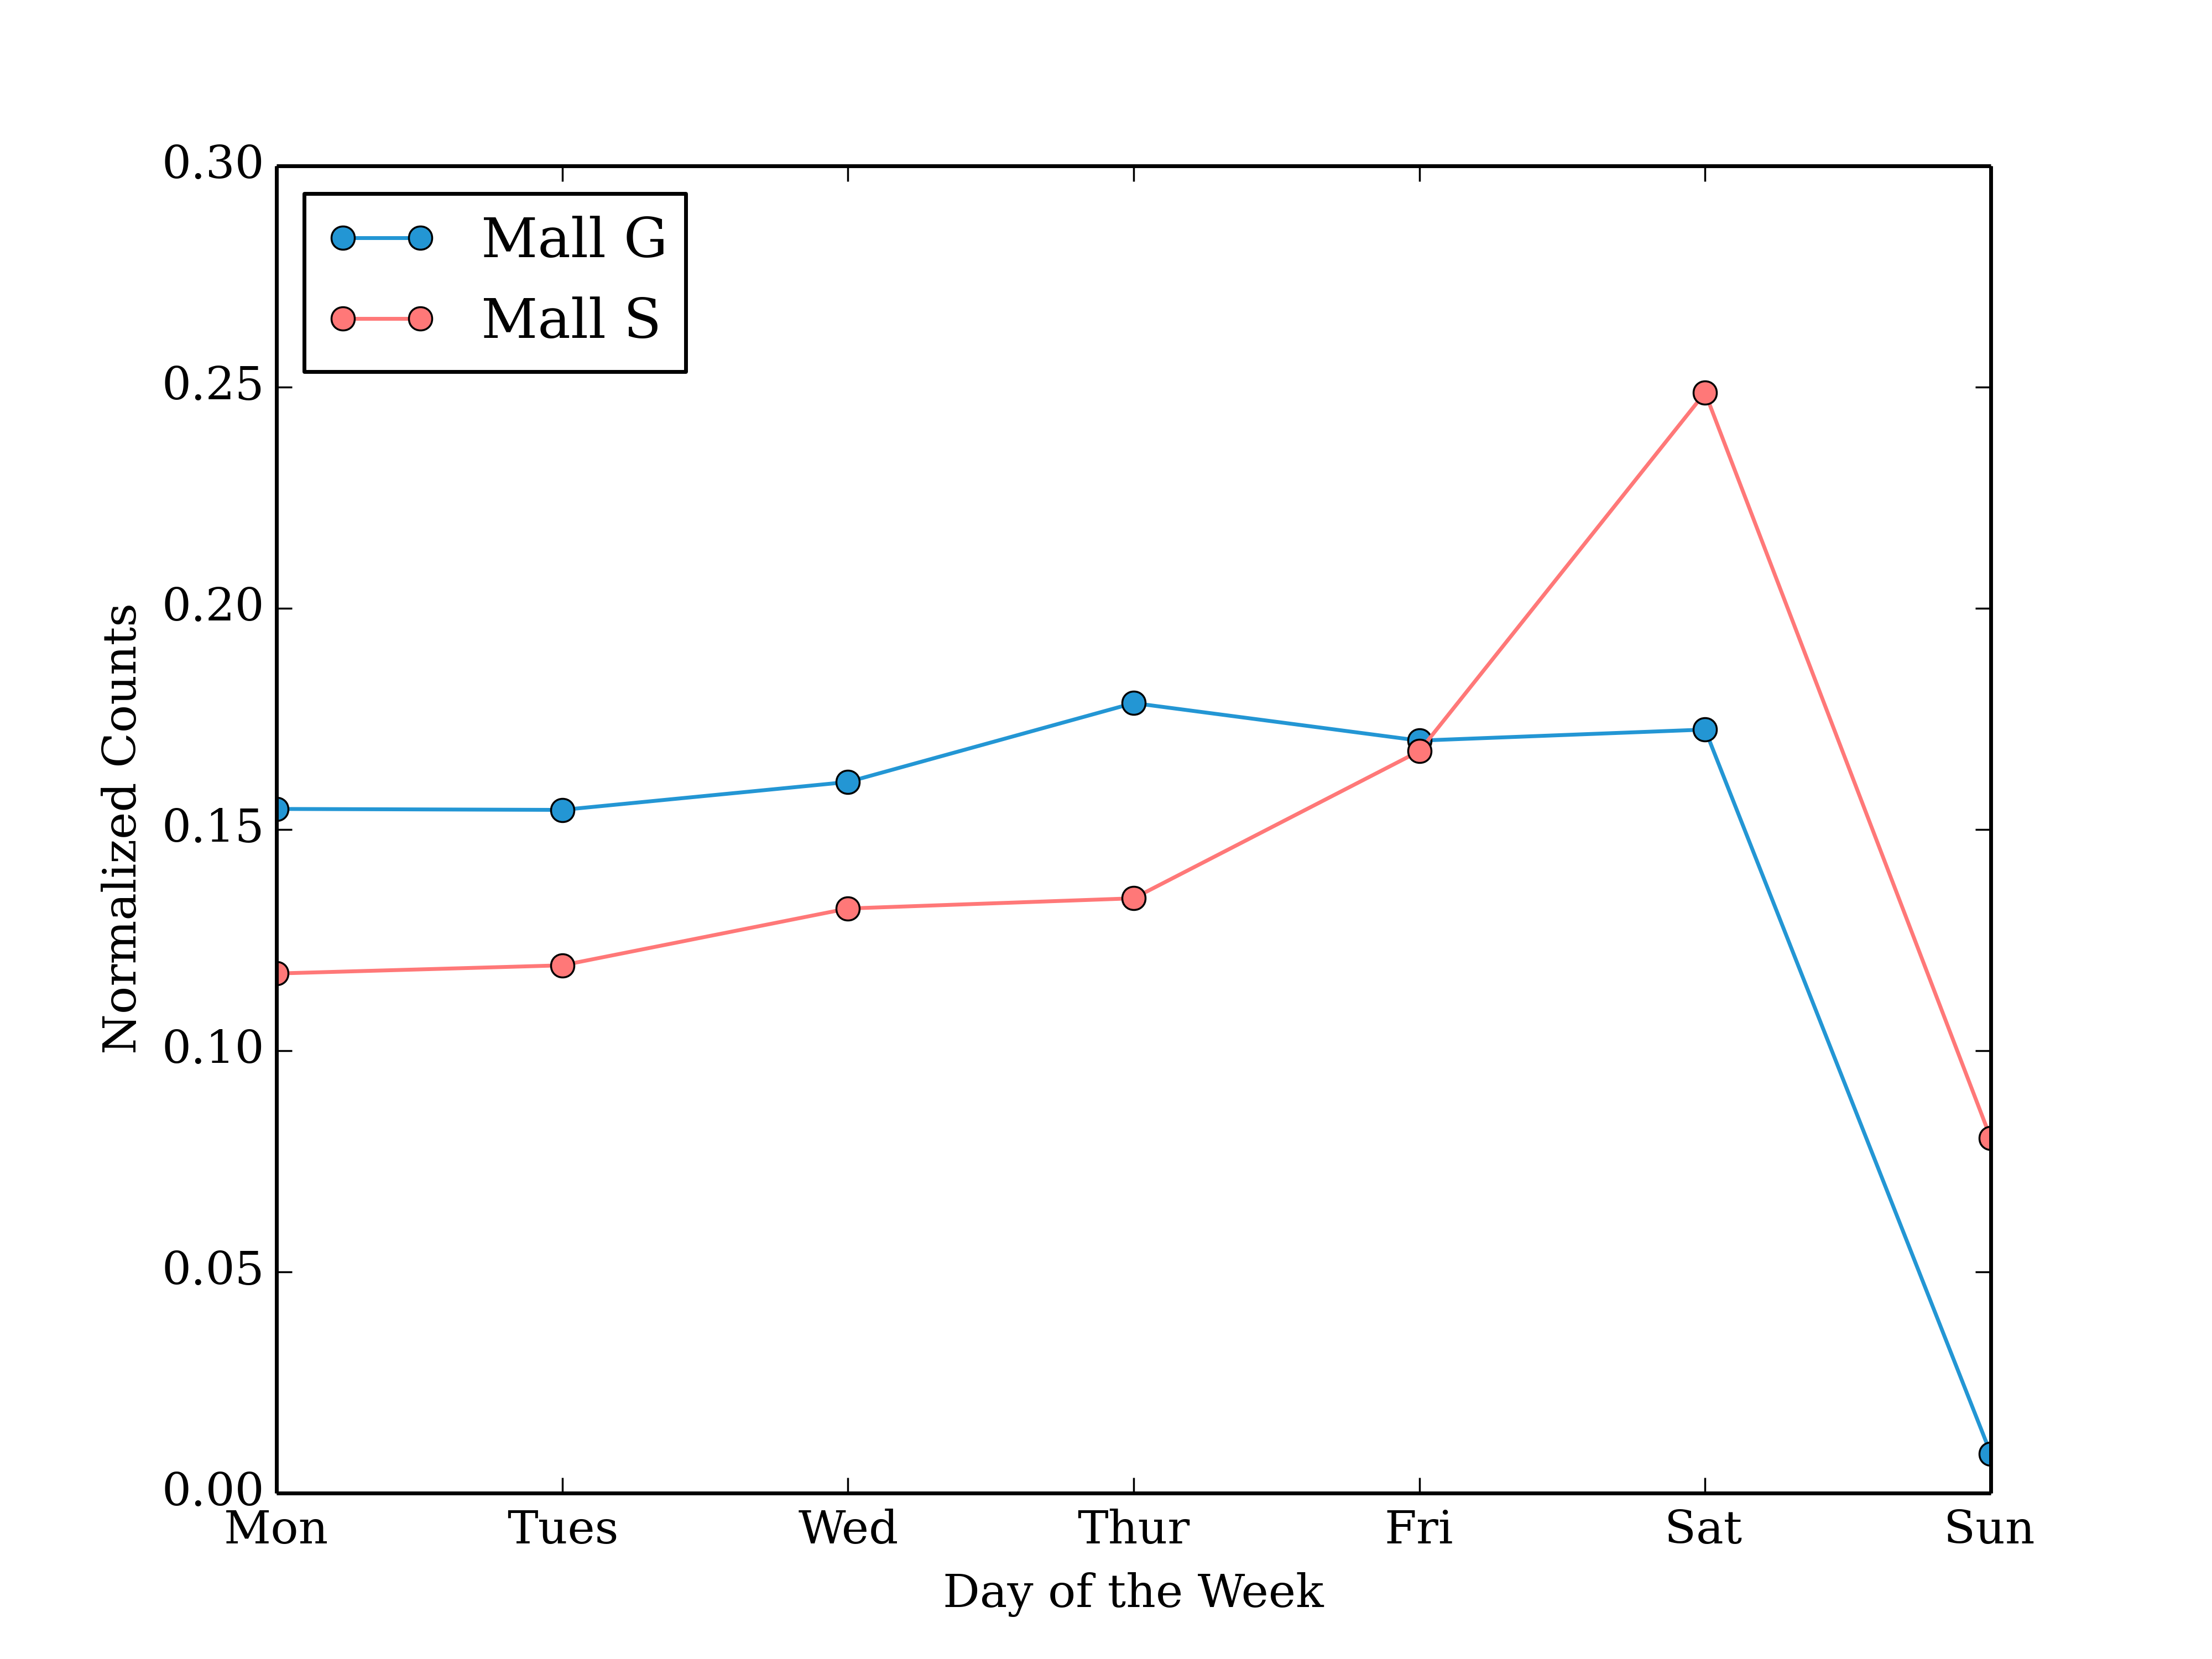 0.30
Mall G
Mall S
0.25
0.20
0.15
0.10
0.05
0.00
Normalized Counts
Mon Tues Wed Thur Fri Sat Sun
Day of the Week